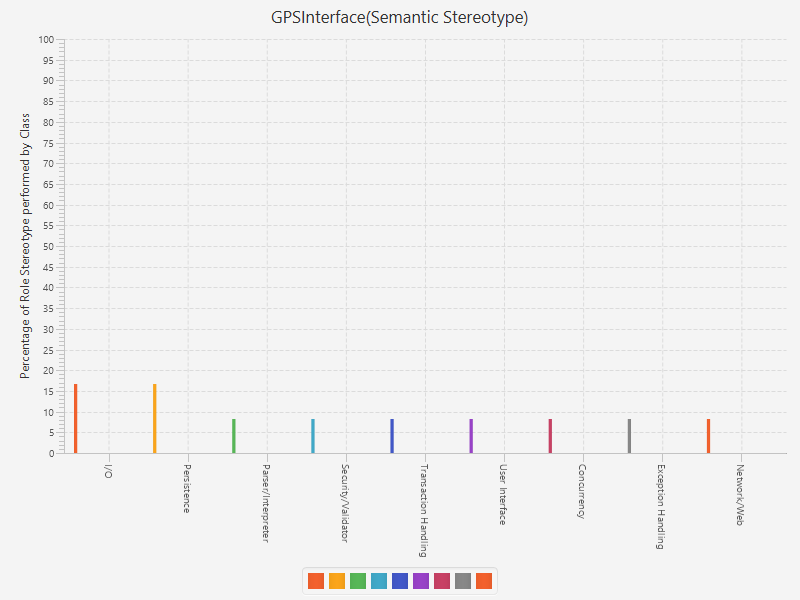 GPSInterface(Semantic Stereotype)
Percentage of Role Stereotype performed by Class
100
95
90
85
80
75
70
65
60
55
50
45
40
35
30
25
20
15
10
5
0
I/O
Persistence
Parser/Interpreter
Security/Validator
Transaction Handling
User Interface
Concurrency
Exception Handling
Network/Web